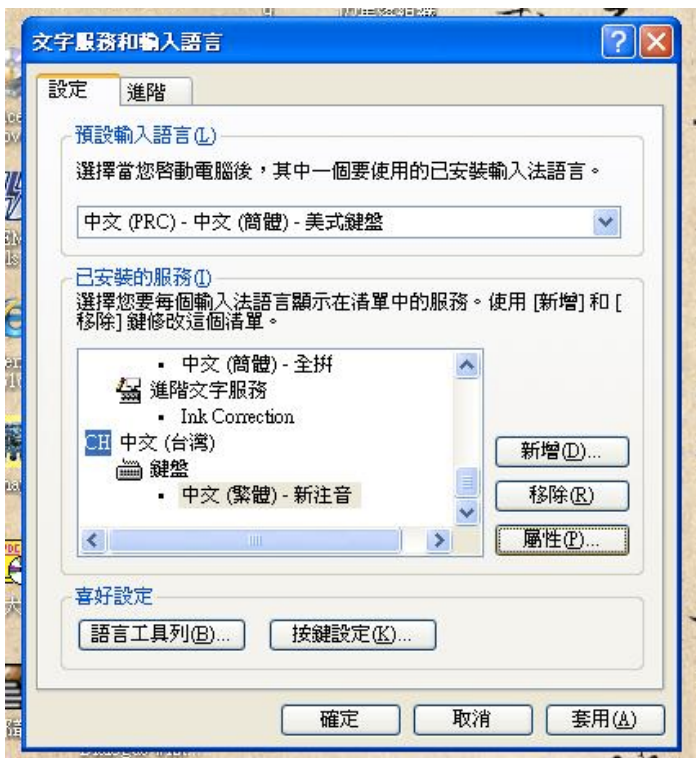 文字服務和輸入語言
設定
進階
預設輸入語言(L)
選擇當您啓動電腦後，其中一個要使用的已安裝輸入法語言。
中文 (PRC) - 中文 (簡體) - 美式鍵盤
已安裝的服務(I)
選擇您要每個輸入法語言顯示在清單中的服務。使用 [新增] 和 [
移除] 鍵修改這個清單。
中文 (簡體) - 全拼
進階文字服務
Ink Correction
CH 中文 (台灣)
鍵盤
中文 (繁體) - 新注音
新增(D)...
移除(R)
屬性(P)...
喜好設定
語言工具列(B)...
按鍵設定(K)...
確定
取消
套用(A)